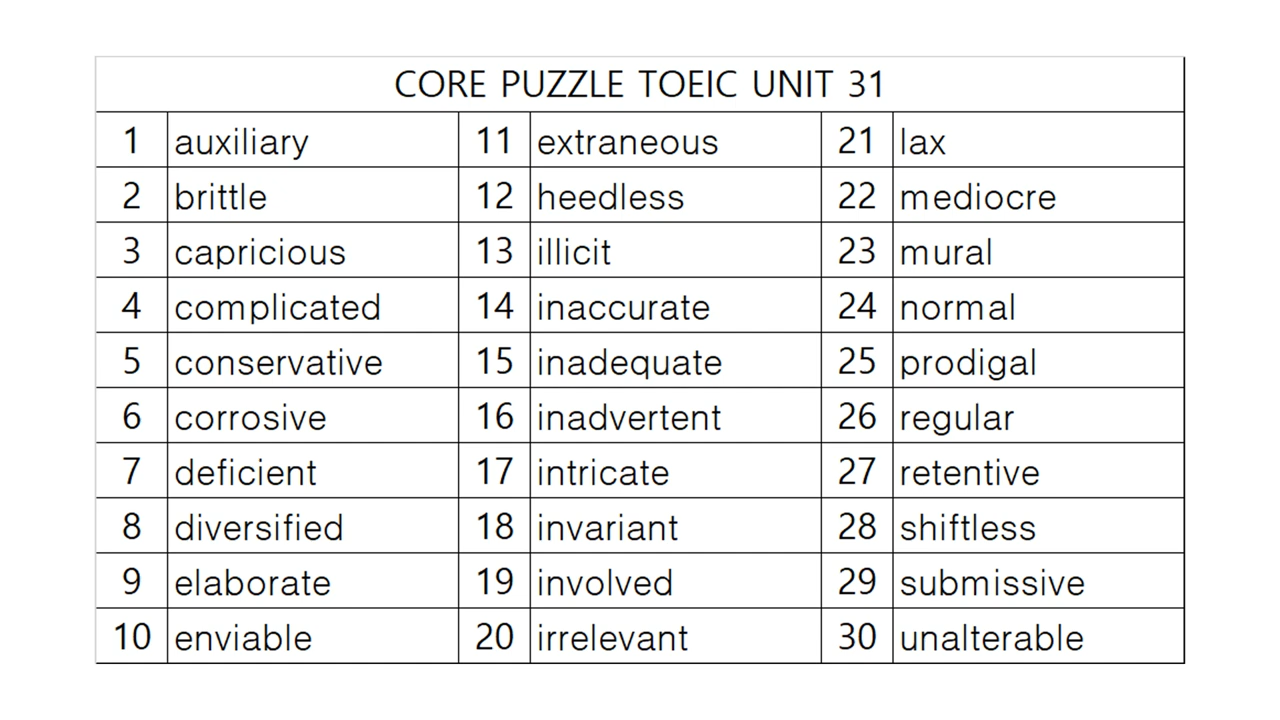 CORE PUZZLE TOEIC UNIT 31
1 auxiliary 11 extraneous 21 lax
2 brittle 12 heedless 22 mediocre
3 capricious 13 illicit 23 mural
4 complicated 14 inaccurate 24 normal
5 conservative 15 inadequate 25 prodigal
6 corrosive 16 inadvertent 26 regular
7 deficient 17 intricate 27 retentive
8 diversified 18 invariant 28 shiftless
9 elaborate 19 involved 29 submissive
10 enviable 20 irrelevant 30 unalterable